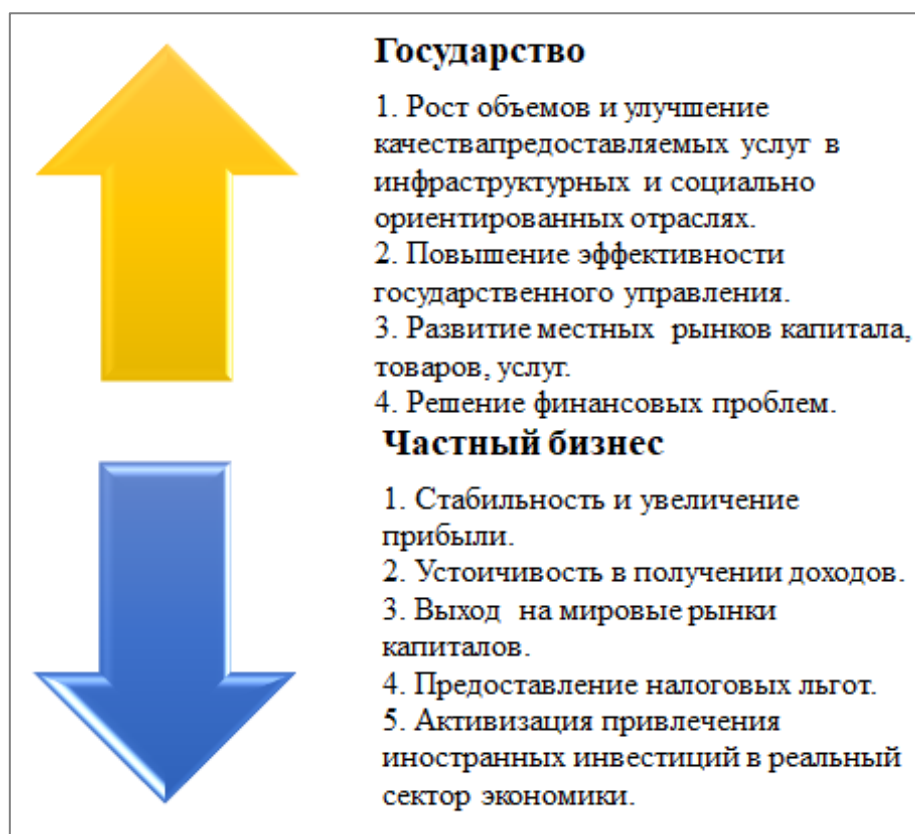 Государство
1. Рост объемов и улучшение
качествапредоставляемых услуг в
инфраструктурных и социально
ориентированных отраслях.
2. Повышение эффективности
государственного управления.
3. Развитие местных рынков капитала,
товаров, услуг.
4. Решение финансовых проблем.
Частный бизнес
1. Стабильность и увеличение
прибыли.
2. Устоичивость в получении доходов.
3. Выход на мировые рынки
капиталов.
4. Предоставление налоговых льгот.
5. Активизация привлечения
иностранных инвестиций в реальный
сектор экономики.